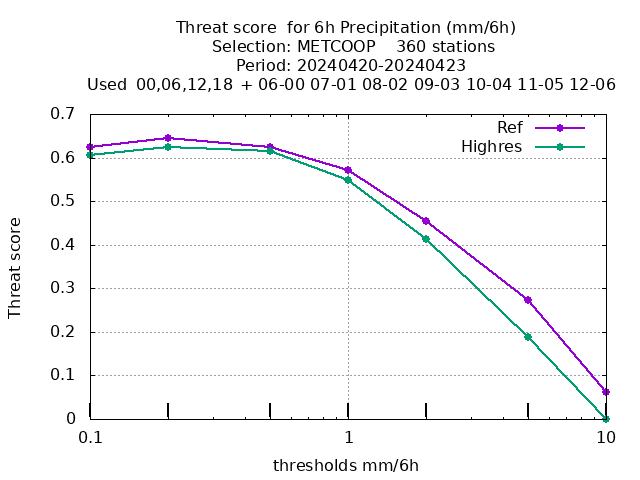 Threat score  for 6h Precipitation (mm/6h)
Selection: METCOOP    360 stations
Period: 20240420-20240423
Used  00,06,12,18  + 06-00 07-01 08-02 09-03 10-04 11-05 12-06
0.7
0.6
0.5
0.4
0.3
0.2
0.1
0
Threat score
Ref
Highres
0.1
1
10
thresholds mm/6h